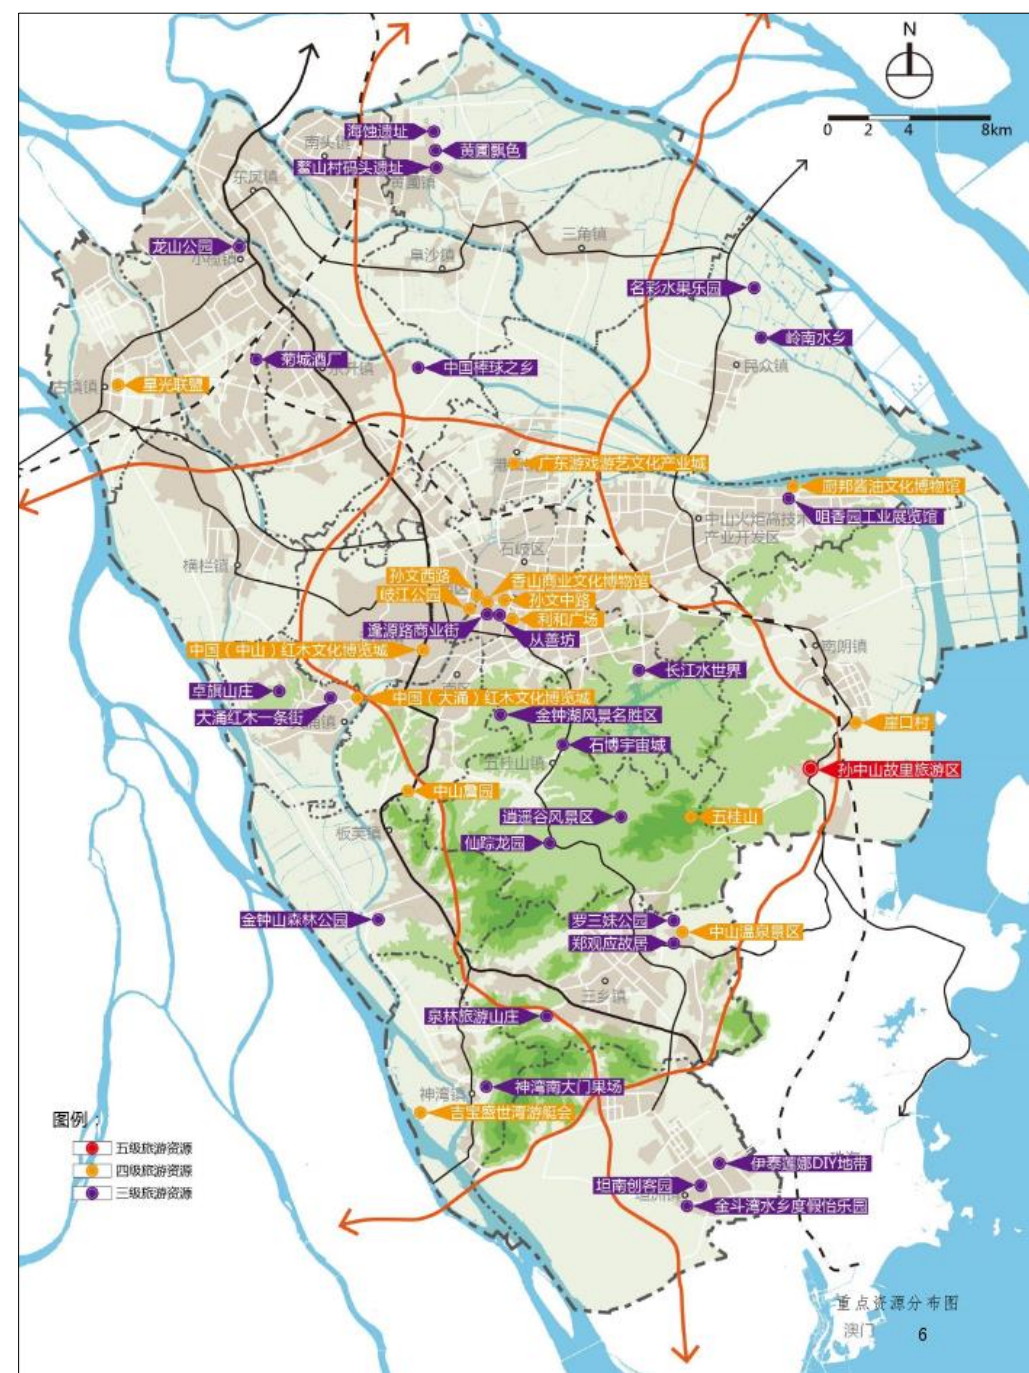 N
0 2 4 8km
海蚀遗址
南头镇
黄圃飘色
鳌山村码头遗址
黄圃镇
东凤镇
三角镇
龙山公园
小榄镇
阜沙镇
名彩水果乐园
岭南水乡
菊城酒厂
东升镇
中国棒球之乡
民众镇
古镇镇
星光联盟
广东游戏游艺文化产业城
厨邦酱油文化博物馆
咀香园工业展览馆
中山火炬高技术
产业开发区
石岐区
横栏镇
孙文西路
香山商业文化博物馆
岐江公园
孙文中路
利和广场
逢源路商业街
从善坊
中国（中山）红木文化博览城
南朗镇
长江水世界
南区
卓旗山庄
中国（大涌）红木文化博览城
大涌红木一条街
金钟湖风景名胜区
崖口村
石博宇宙城
五桂山镇
孙中山故里旅游区
中山詹园
逍遥谷风景区
五桂山
板芙镇
仙踪龙园
金钟山森林公园
罗三妹公园
中山温泉景区
郑观应故居
三乡镇
泉林旅游山庄
神湾镇
神湾南大门果场
吉宝盛世湾游艇会
图例：
五级旅游资源
四级旅游资源
三级旅游资源
伊泰莲娜DIY地带
珠海
坦南创客园
坦洲镇
金斗湾水乡度假怡乐园
重点资源分布图
澳门
6